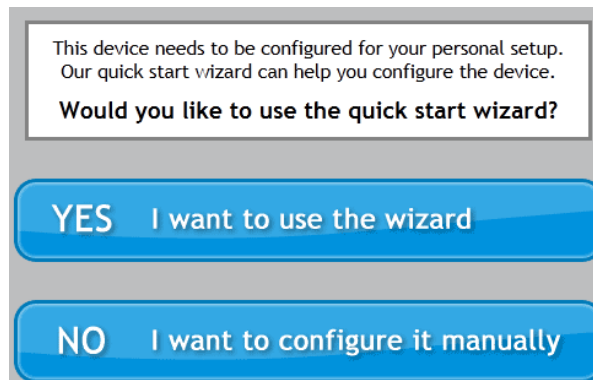 This device needs to be configured for your personal setup.
Our quick start wizard can help you configure the device.
Would you like to use the quick start wizard?
YES I want to use the wizard
NO I want to configure it manually